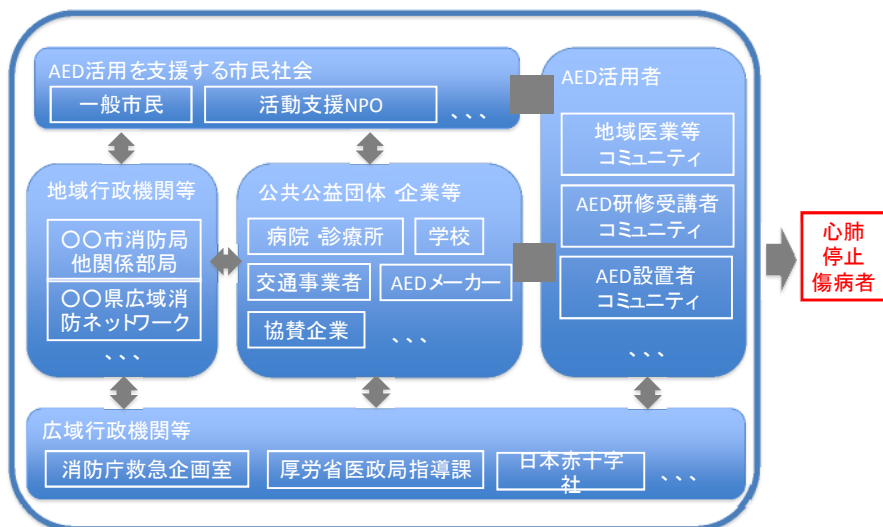 AED活用を支援する市民社会
一般市民
活動支援NPO
、、、
AED活用者
地域医業等
コミュニティ
AED研修受講者
コミュニティ
AED設置者
コミュニティ
、、、
地域行政機関等
〇〇市消防局
他関係部局
〇〇県広域消
防ネットワーク
、、、
公共公益団体・企業等
病院・診療所
学校
交通事業者
AEDメーカー
協賛企業
、、、
心肺
停止
傷病者
広域行政機関等
消防庁救急企画室
厚労省医政局指導課
日本赤十字
社
、、、